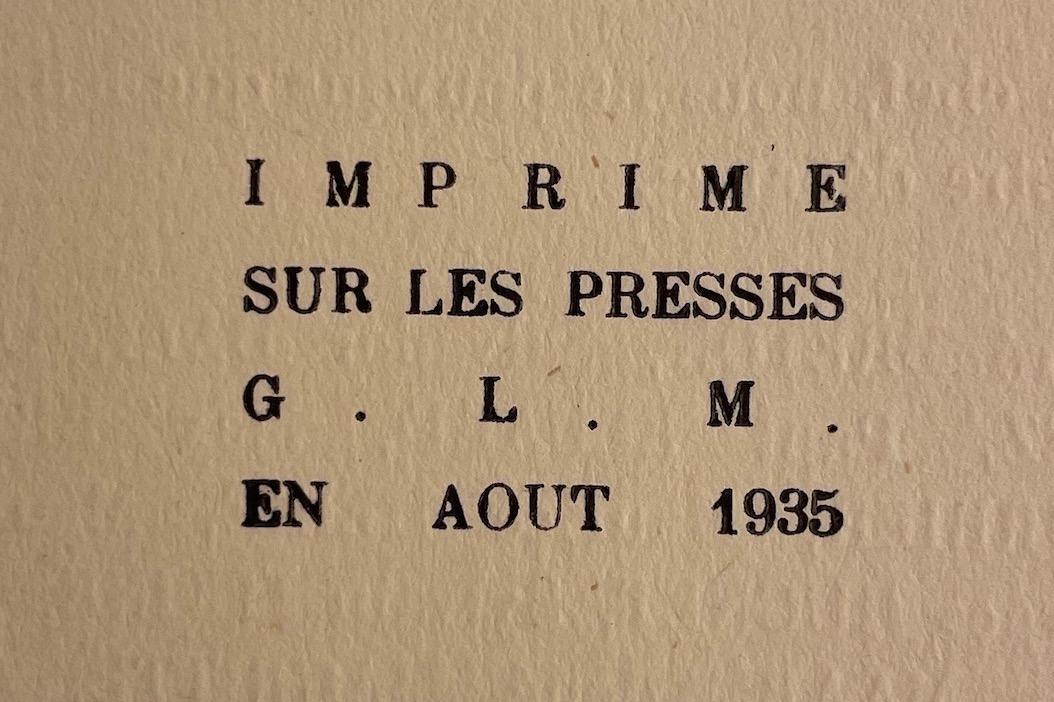 IMPRIME
SUR LES PRESSES
G. L. M.
EN AOUT 1935